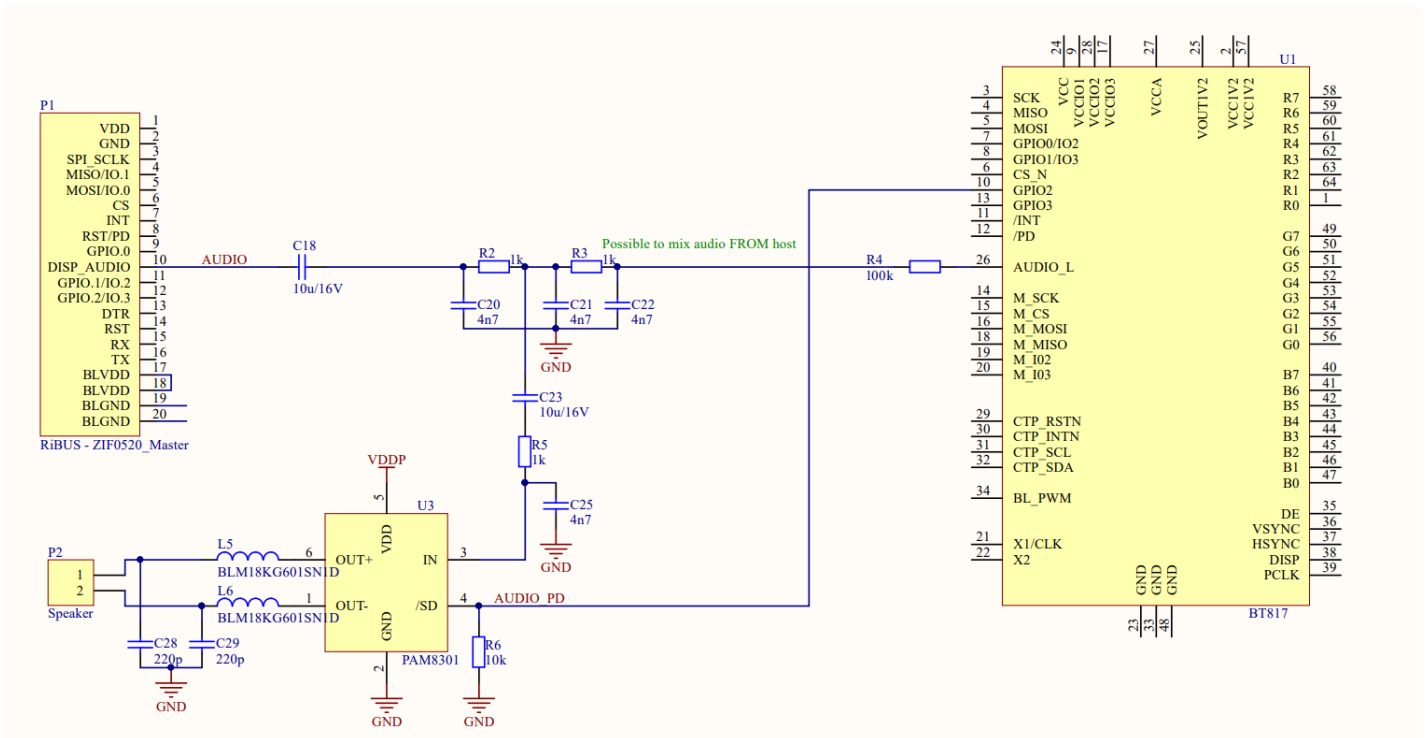 P1
VDD 1
GND 2
SPI_SCLK 3
MISO/IO.1 4
MOSI/IO.0 5
CS 6
INT 7
RST/PD 8
GPIO.0 9
DISP_AUDIO 10
GPIO.1/IO.2 11
GPIO.2/IO.3 12
DTR 13
RST 14
RX 15
TX 16
BLVDD 17
BLVDD 18
BLGND 19
BLGND 20
RiBUS - ZIF0520_Master
AUDIO
C18
10u/16V
R2
1k
R3
1k
Possible to mix audio FROM host
R4
100k
C20
4n7
C21
4n7
C22
4n7
GND
C23
10u/16V
R5
1k
C25
4n7
GND
VDDP
5
U3
VDD
6 OUT+
1 OUT-
IN 3
/SD 4
GND
2
PAM8301
GND
AUDIO_PD
R6
10k
GND
P2
1
2
Speaker
L5
BLM18KG601SN1D
L6
BLM18KG601SN1D
C28
220p
C29
220p
GND
U1
24 VCC
9 VCCIO1
28 VCCIO2
17 VCCIO3
27 VCCA
25 VOUT1V2
2 VCC1V2
57 VCC1V2
3 SCK
4 MISO
5 MOSI
7 GPIO0/IO2
8 GPIO1/IO3
6 CS_N
10 GPIO2
13 GPIO3
11 /INT
12 /PD
26 AUDIO_L
14 M_SCK
15 M_CS
16 M_MOSI
18 M_MISO
19 M_I02
20 M_I03
29 CTP_RSTN
30 CTP_INTN
31 CTP_SCL
32 CTP_SDA
34 BL_PWM
21 X1/CLK
22 X2
R7 58
R6 59
R5 60
R4 61
R3 62
R2 63
R1 64
R0 1
G7 49
G6 50
G5 51
G4 52
G3 53
G2 54
G1 55
G0 56
B7 40
B6 41
B5 42
B4 43
B3 44
B2 45
B1 46
B0 47
DE 35
VSYNC 36
HSYNC 37
DISP 38
PCLK 39
GND 23
GND 33
GND 48
BT817